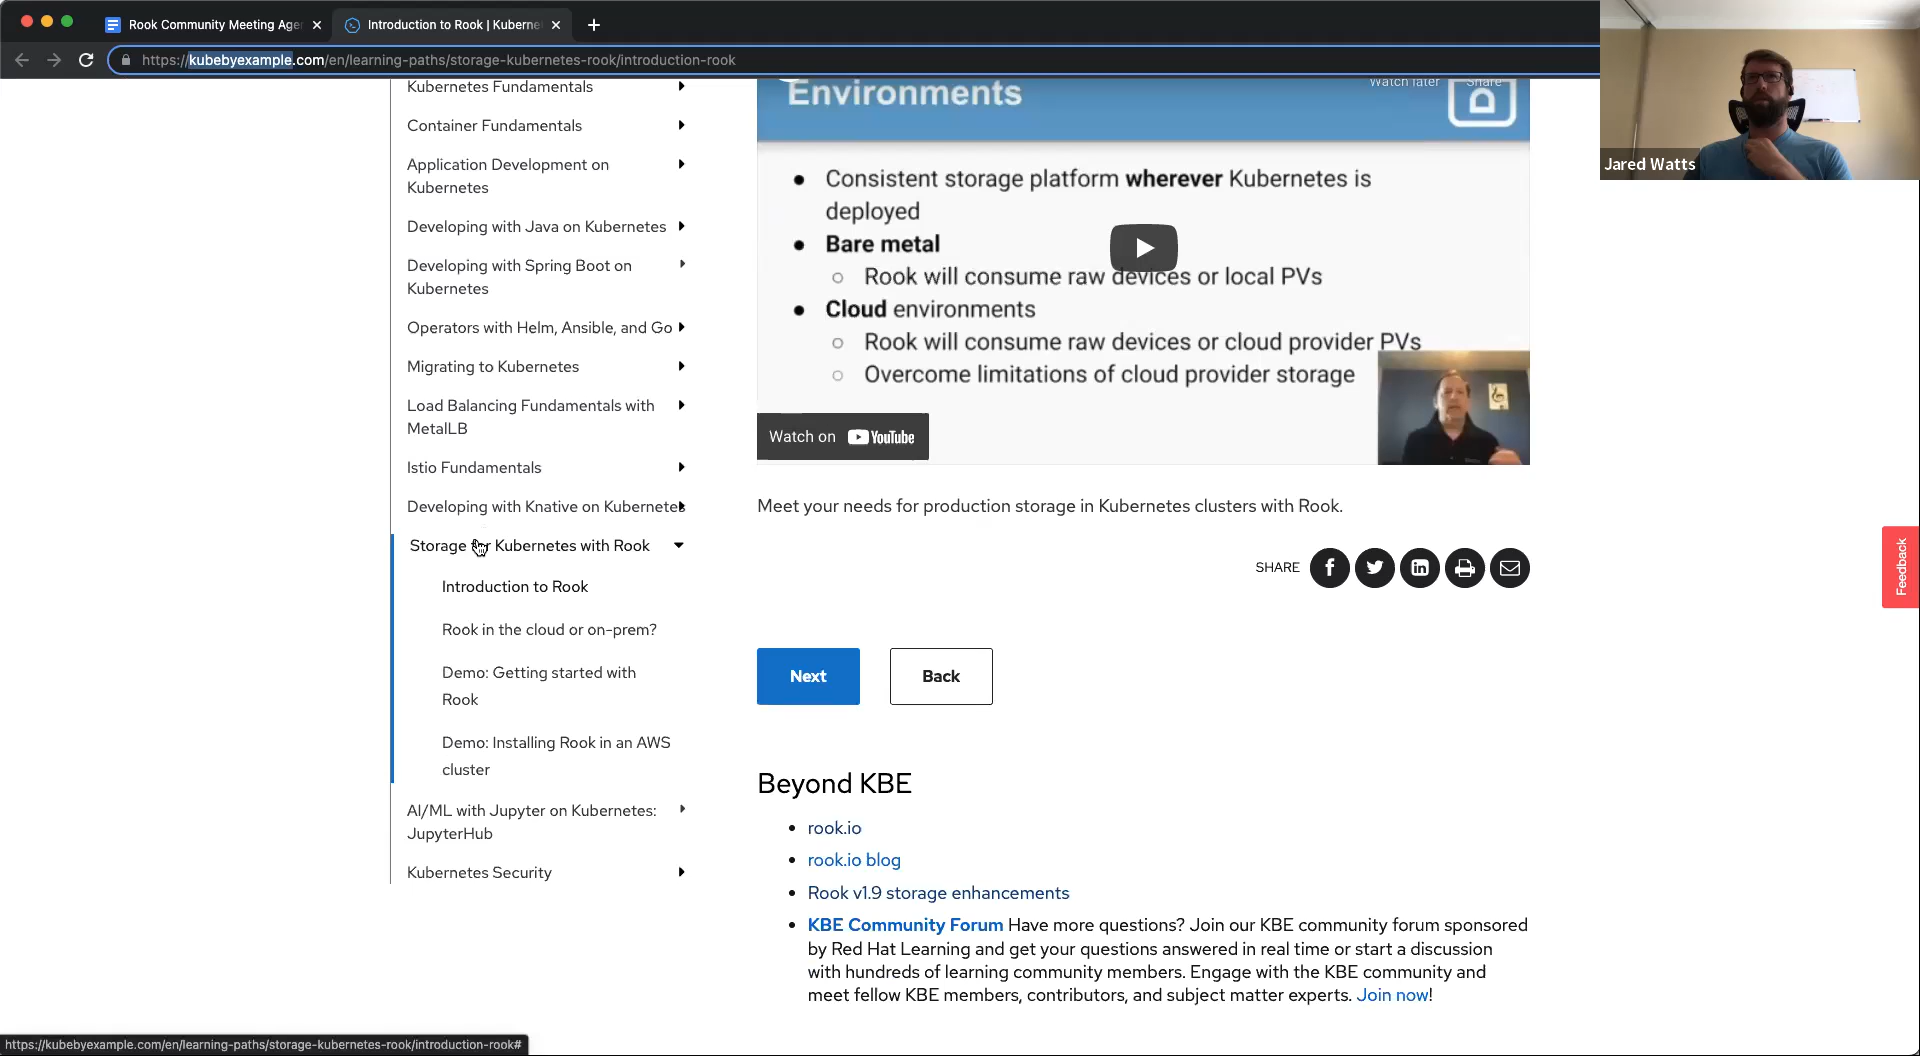 Rook Community Meeting Age
Introduction to Rook | Kuberne
https://kubebyexample.com/en/learning-paths/storage-kubernetes-rook/introduction-rook
Jared Watts
Kubernetes Fundamentals
Container Fundamentals
Application Development on
Kubernetes
Developing with Java on Kubernetes
Developing with Spring Boot on
Kubernetes
Operators with Helm, Ansible, and Go
Migrating to Kubernetes
Load Balancing Fundamentals with
MetalLB
Istio Fundamentals
Developing with Knative on Kubernetes
Storage for Kubernetes with Rook
Introduction to Rook
Rook in the cloud or on-prem?
Demo: Getting started with
Rook
Demo: Installing Rook in an AWS
cluster
AI/ML with Jupyter on Kubernetes:
JupyterHub
Kubernetes Security
Environments
Watch later
Share
Consistent storage platform wherever Kubernetes is
deployed
Bare metal
Rook will consume raw devices or local PVs
Cloud environments
Rook will consume raw devices or cloud provider PVs
Overcome limitations of cloud provider storage
Watch on YouTube
Meet your needs for production storage in Kubernetes clusters with Rook.
SHARE
Next
Back
Beyond KBE
rook.io
rook.io blog
Rook v1.9 storage enhancements
KBE Community Forum Have more questions? Join our KBE community forum sponsored
by Red Hat Learning and get your questions answered in real time or start a discussion
with hundreds of learning community members. Engage with the KBE community and
meet fellow KBE members, contributors, and subject matter experts. Join now!
Feedback
https://kubebyexample.com/en/learning-paths/storage-kubernetes-rook/introduction-rook#